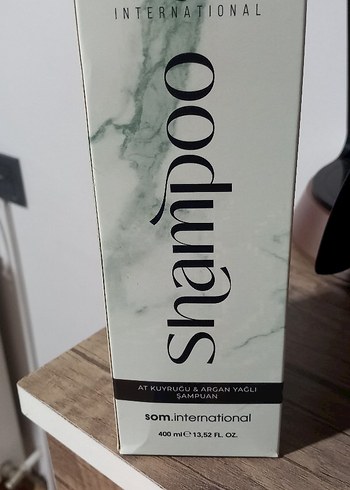 INTERNATIONAL
Shampoo
AT KUYRUĞU & ARGAN YAĞLI
ŞAMPUAN
som.international
400 ml ℮ 13,52 FL. OZ.